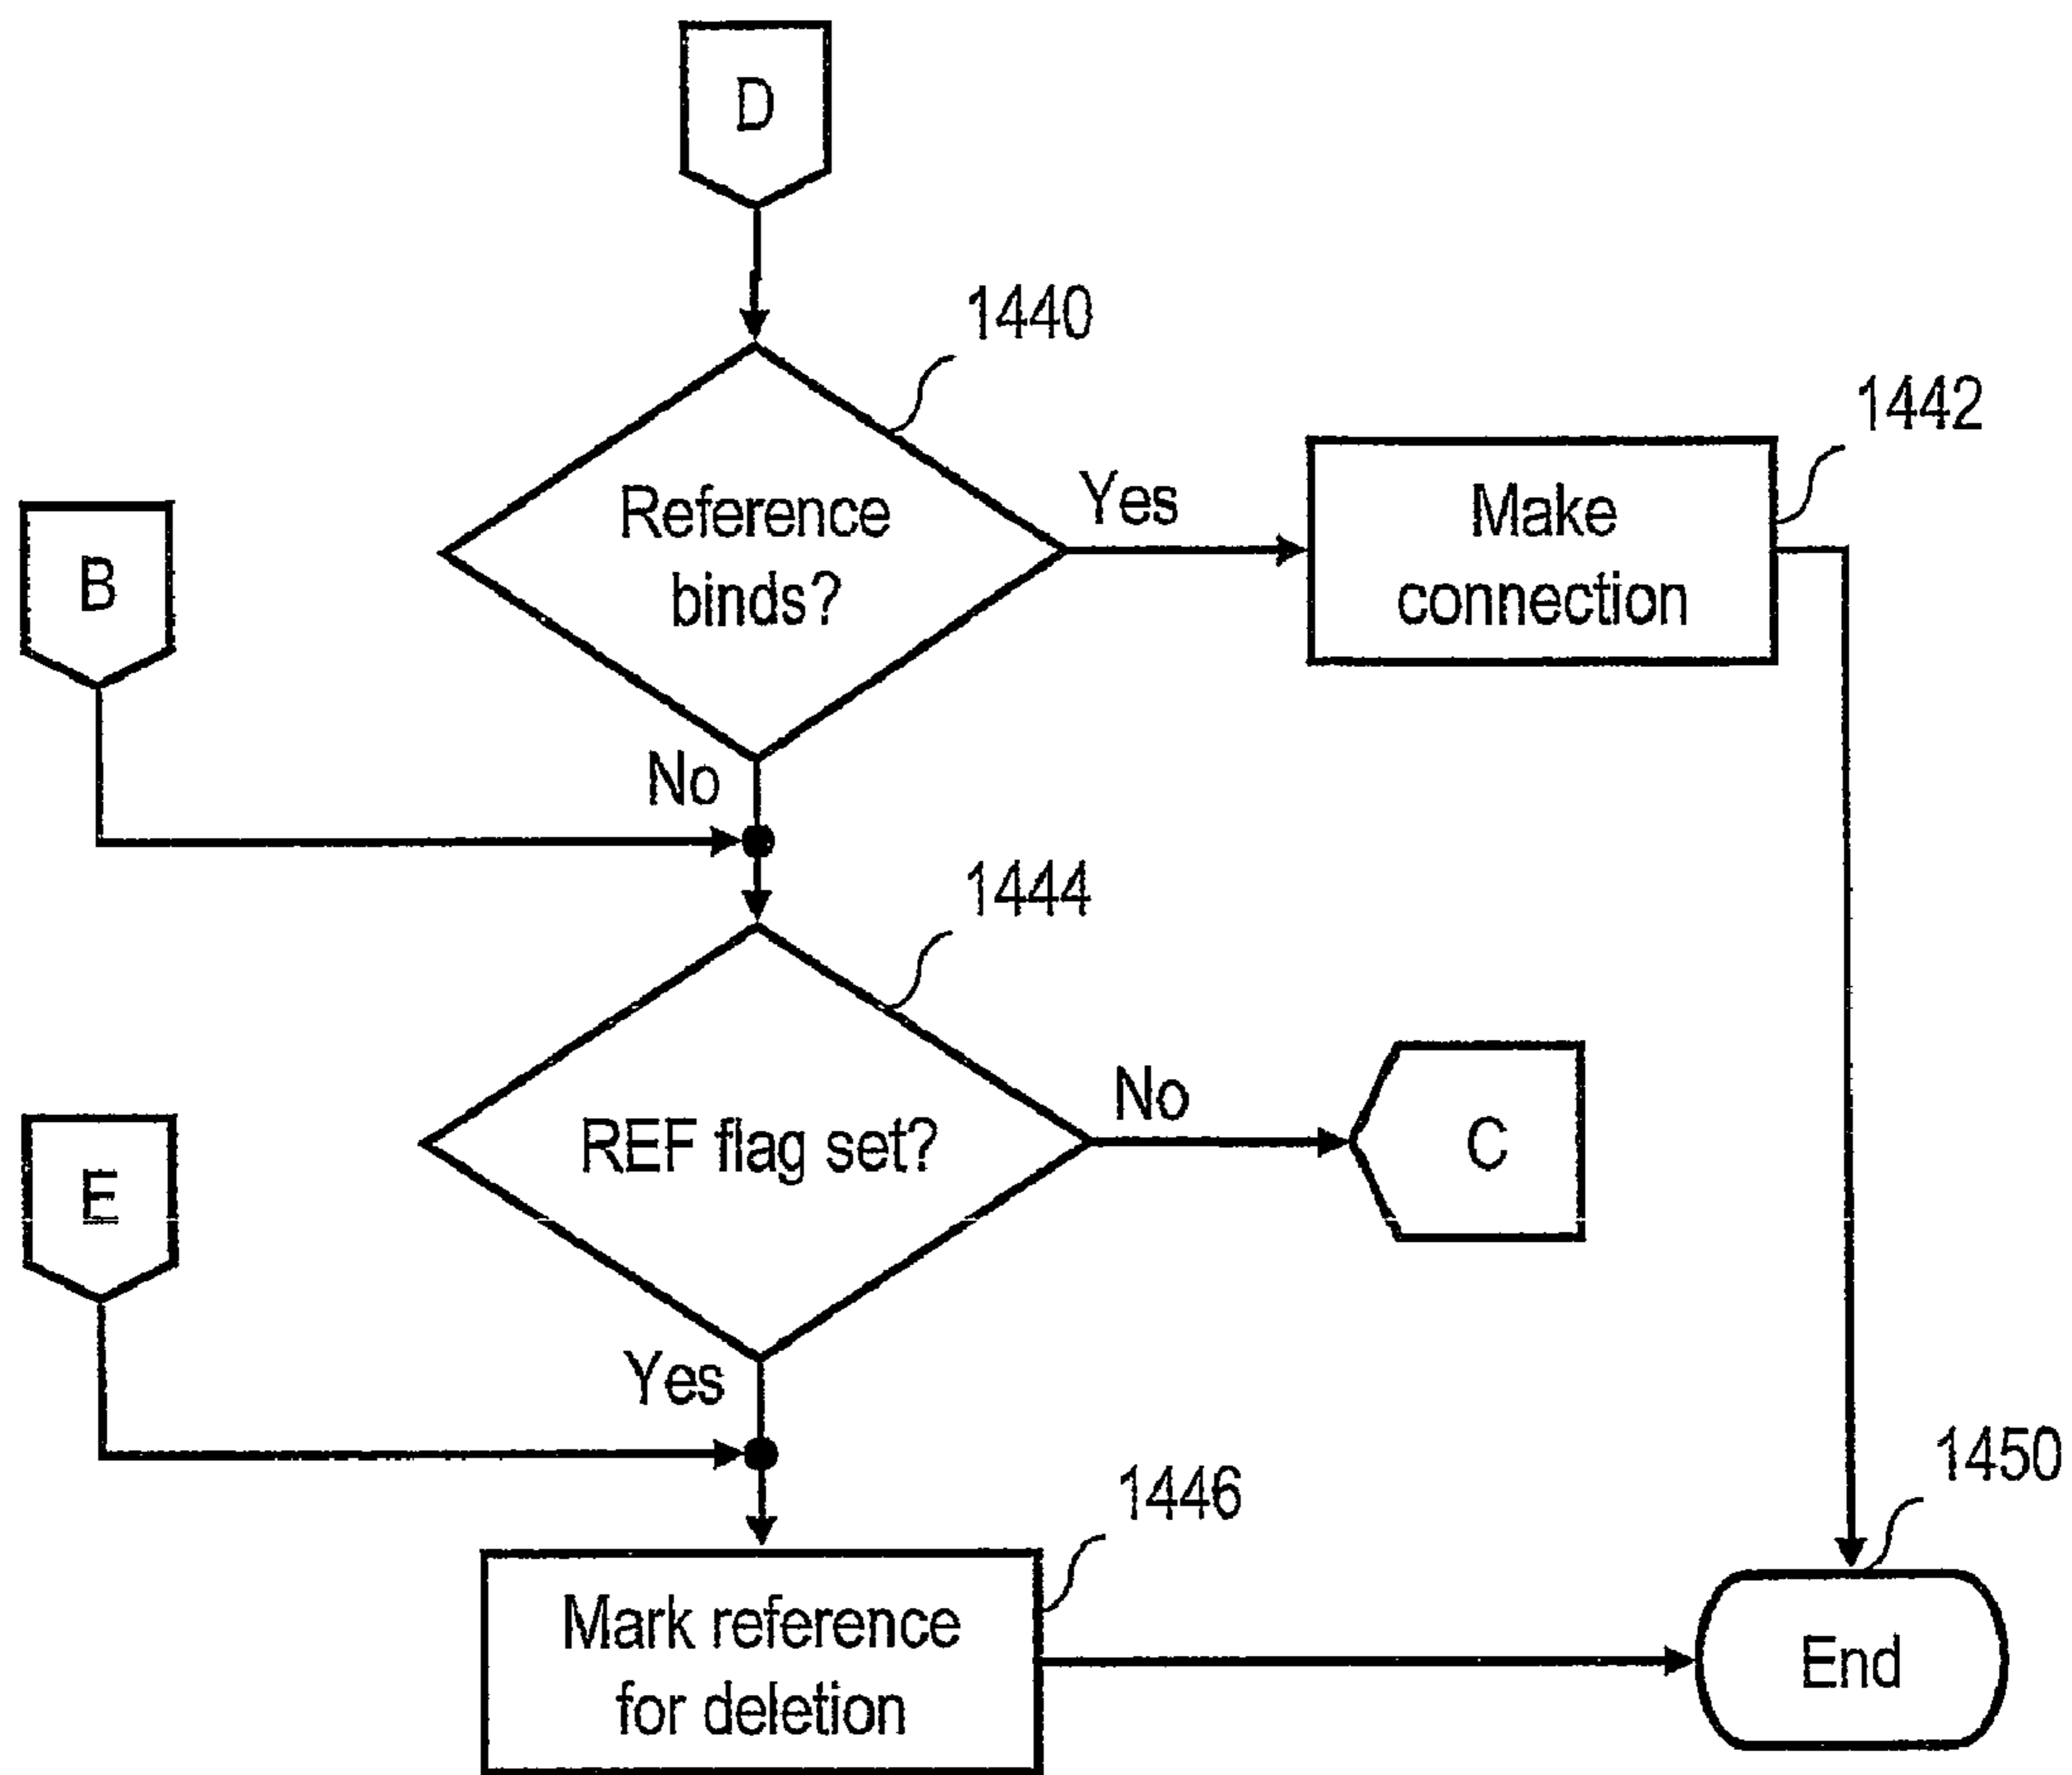 D
1440
1442
Reference
binds?
Yes
Make
connection
B
No
1444
REF flag set?
No
C
E
Yes
1446
1450
Mark reference
for deletion
End